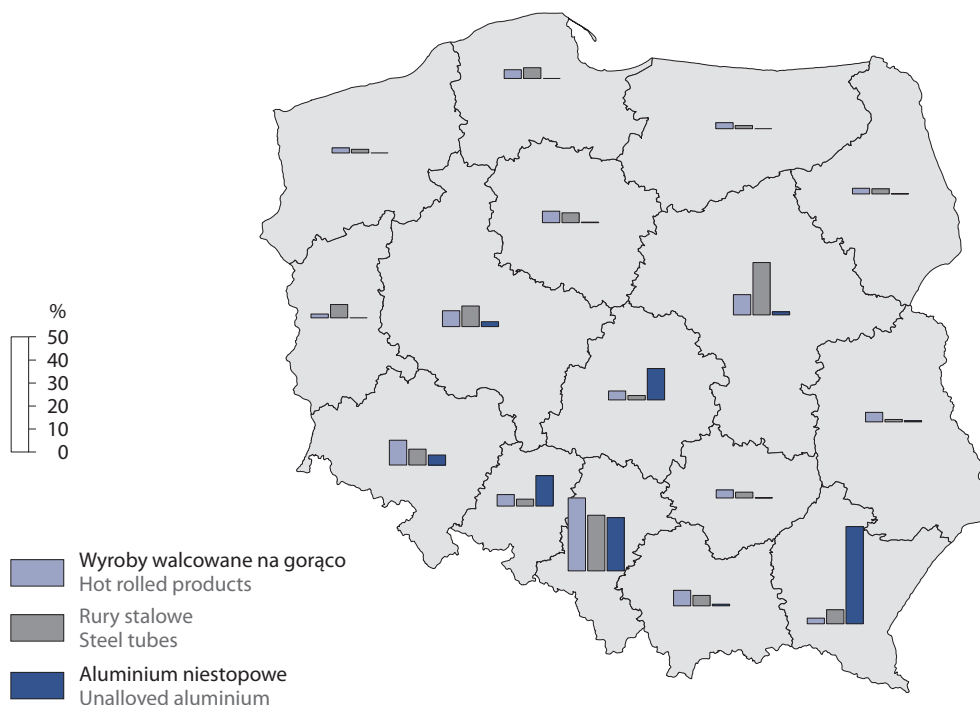 %
50
40
30
20
10
0
Wyroby walcowane na gorąco
Hot rolled products
Rury stalowe
Steel tubes
Aluminium niestopowe
Unalloved aluminium